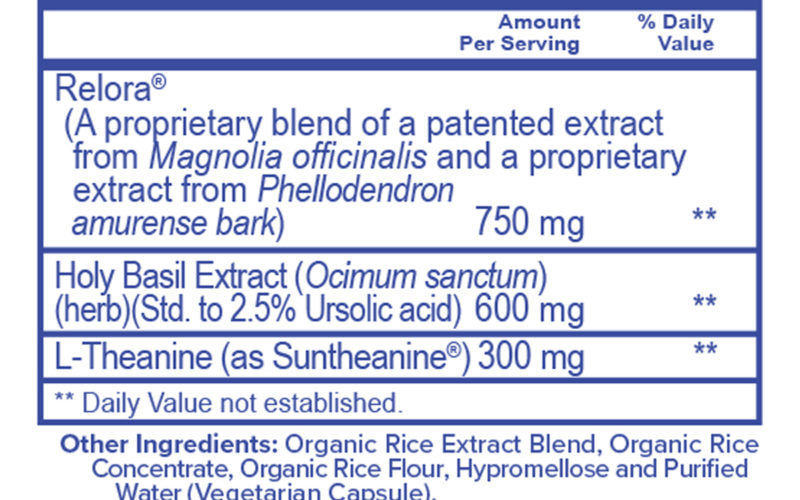 Amount % Daily
Per Serving Value
Relora®
(A proprietary blend of a patented extract
from Magnolia officinalis and a proprietary
extract from Phellodendron
amurense bark) 750 mg **
Holy Basil Extract (Ocimum sanctum)
(herb)(Std. to 2.5% Ursolic acid) 600 mg **
L-Theanine (as Suntheanine®) 300 mg **
** Daily Value not established.
Other Ingredients: Organic Rice Extract Blend, Organic Rice
Concentrate, Organic Rice Flour, Hypromellose and Purified
Water (Vegetarian Capsule).